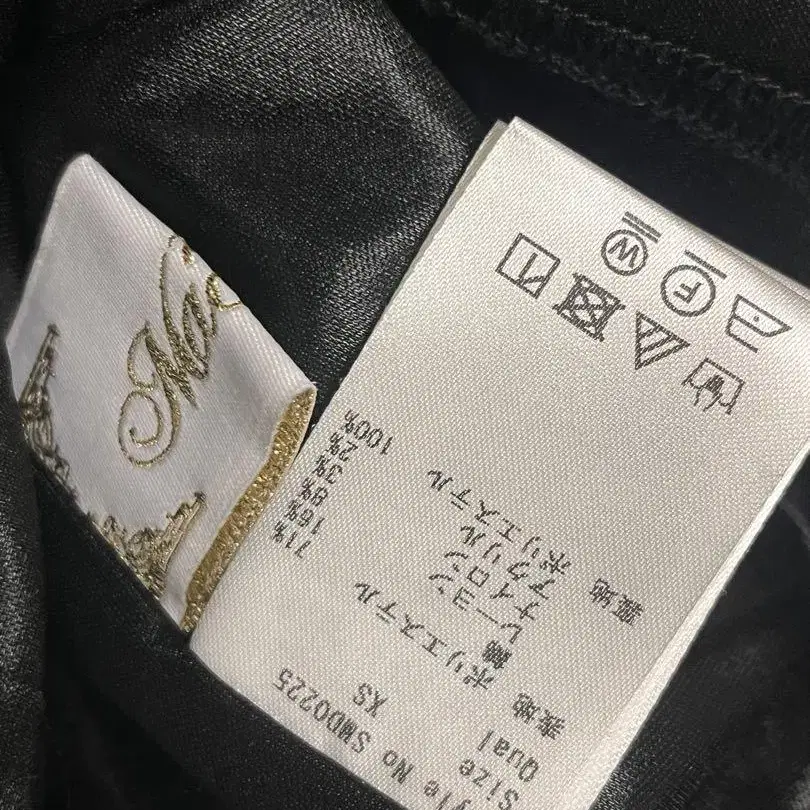 yle No SWD0225
Size XS
Qual
表地 ポリエステル 71%
綿 16%
レーヨン 8%
ナイロン 3%
アクリル 2%
裏地 ポリエステル 100%
F
W